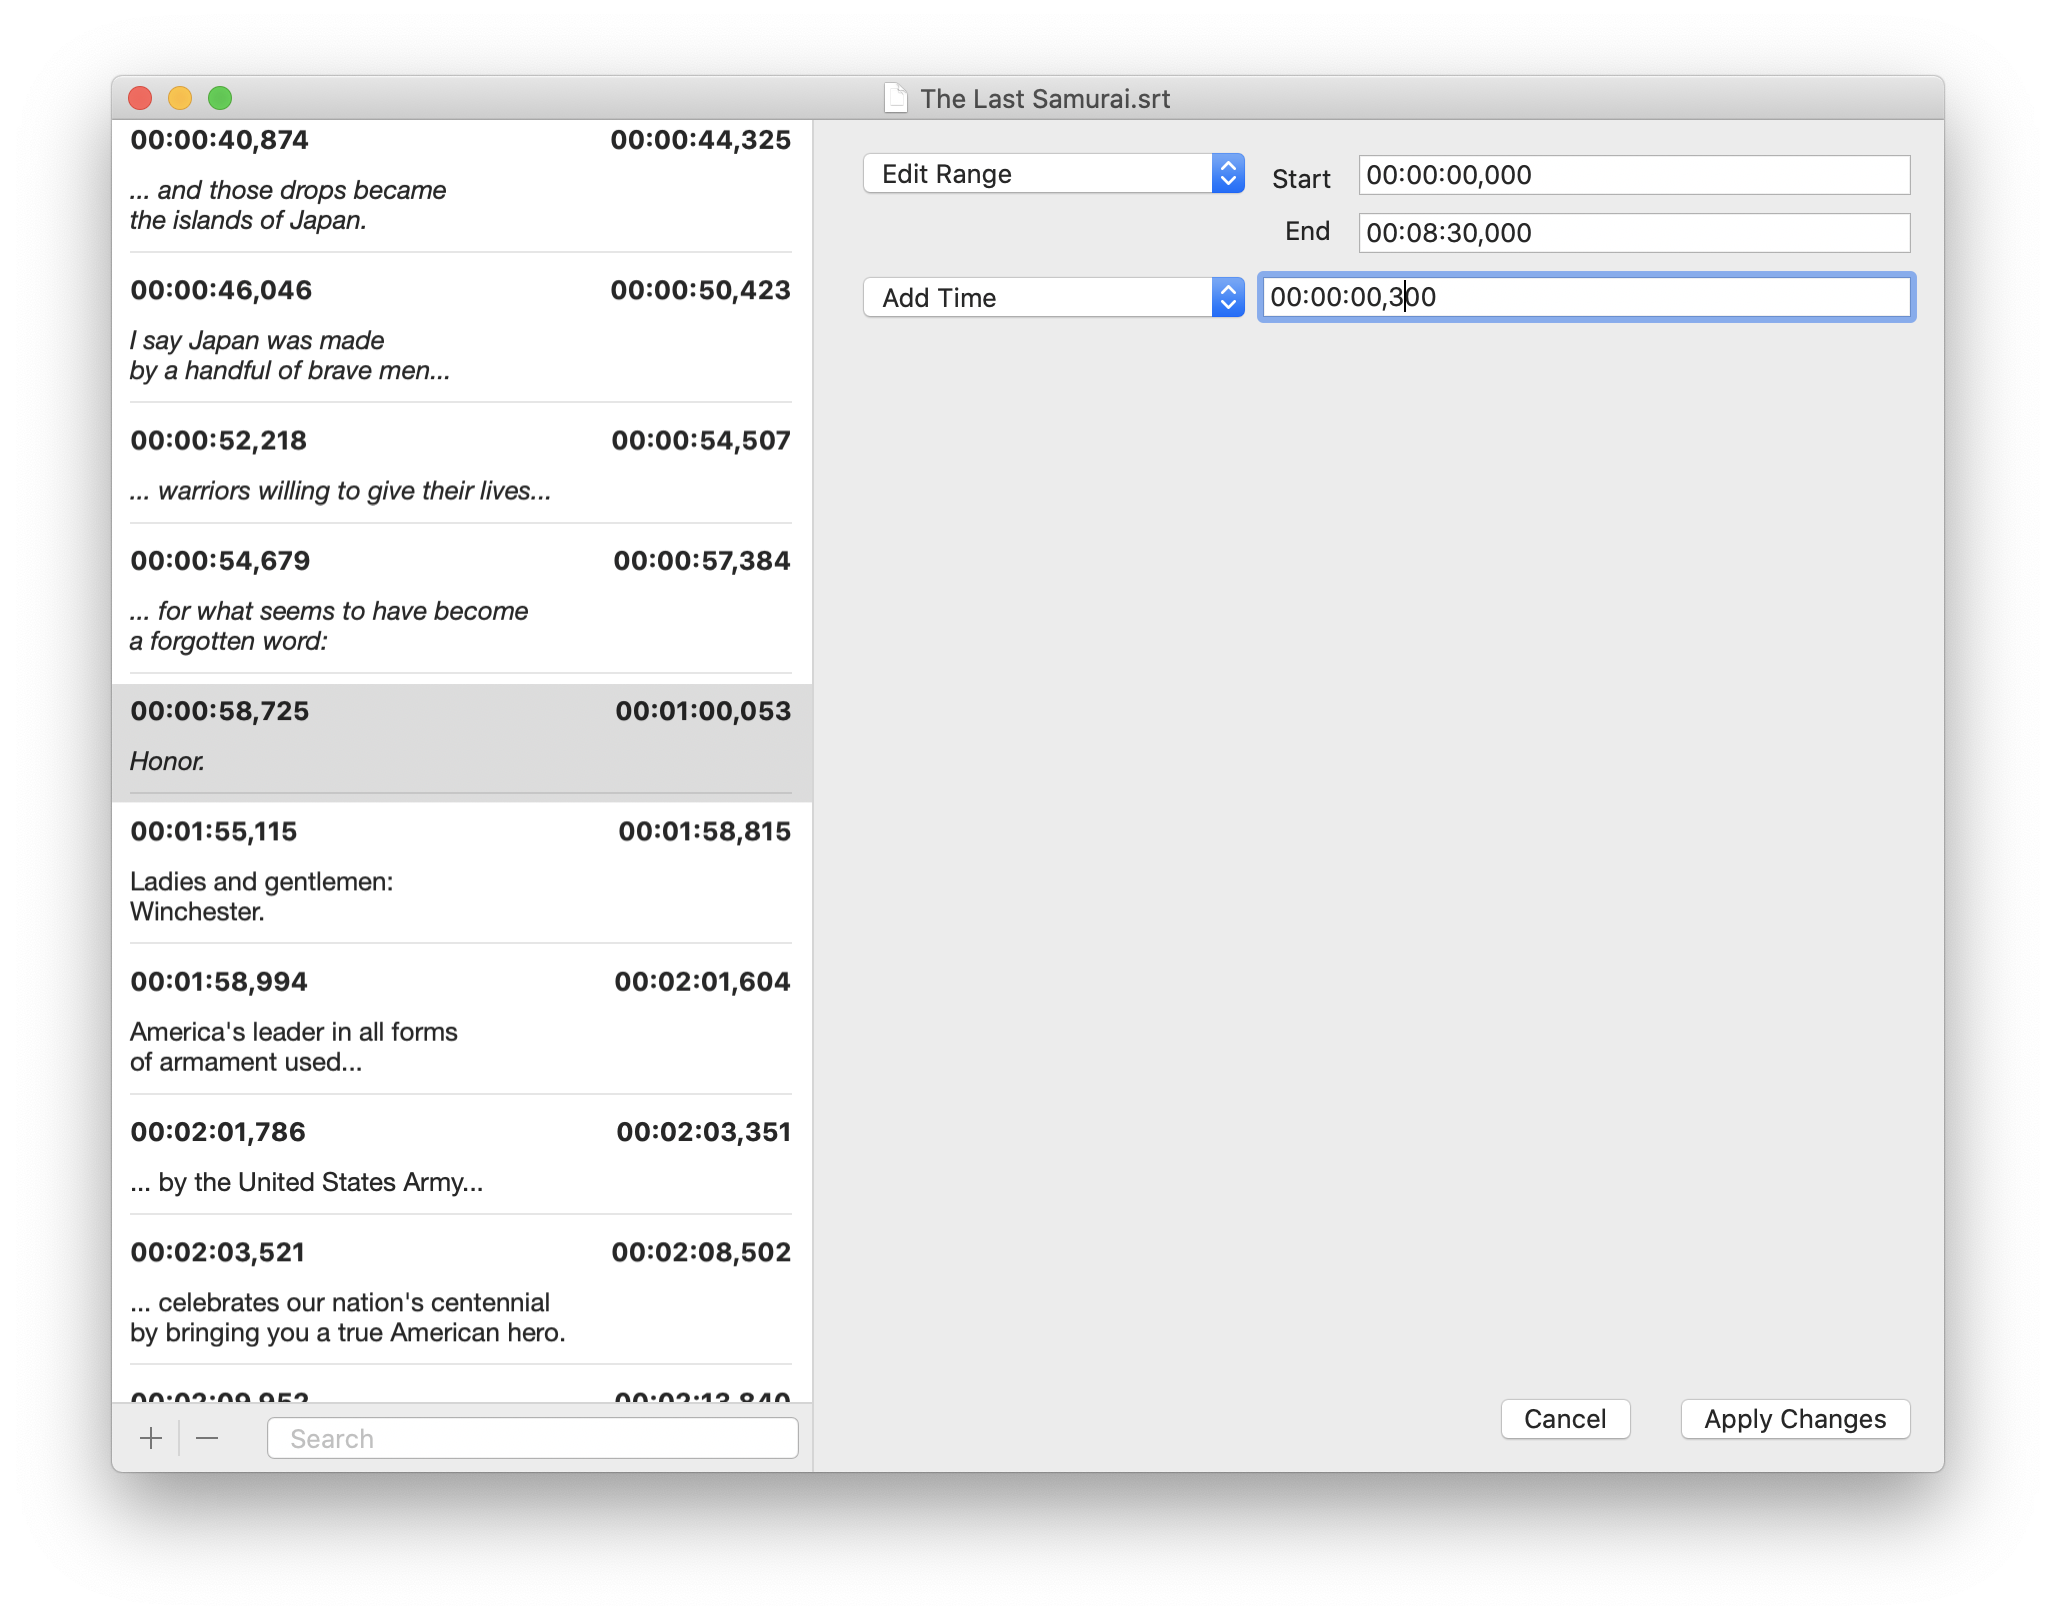 The Last Samurai.srt
00:00:40,874 00:00:44,325
... and those drops became
the islands of Japan.
00:00:46,046 00:00:50,423
I say Japan was made
by a handful of brave men...
00:00:52,218 00:00:54,507
... warriors willing to give their lives...
00:00:54,679 00:00:57,384
... for what seems to have become
a forgotten word:
00:00:58,725 00:01:00,053
Honor.
00:01:55,115 00:01:58,815
Ladies and gentlemen:
Winchester.
00:01:58,994 00:02:01,604
America's leader in all forms
of armament used...
00:02:01,786 00:02:03,351
... by the United States Army...
00:02:03,521 00:02:08,502
... celebrates our nation's centennial
by bringing you a true American hero.
00:02:09,952 00:02:13,840
Search
Edit Range Start 00:00:00,000
End 00:08:30,000
Add Time 00:00:00,300
Cancel Apply Changes